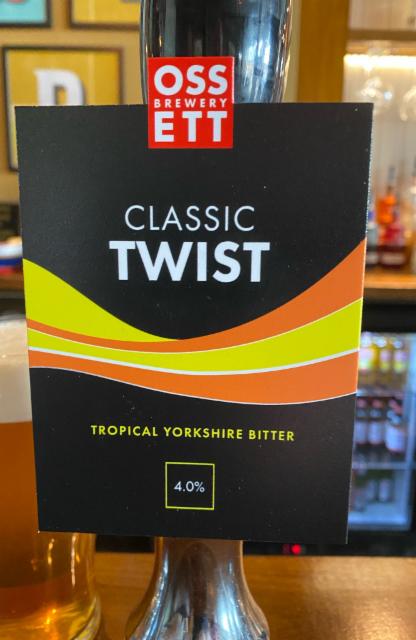 OSS
BREWERY
ETT
CLASSIC
TWIST
TROPICAL YORKSHIRE BITTER
4.0%